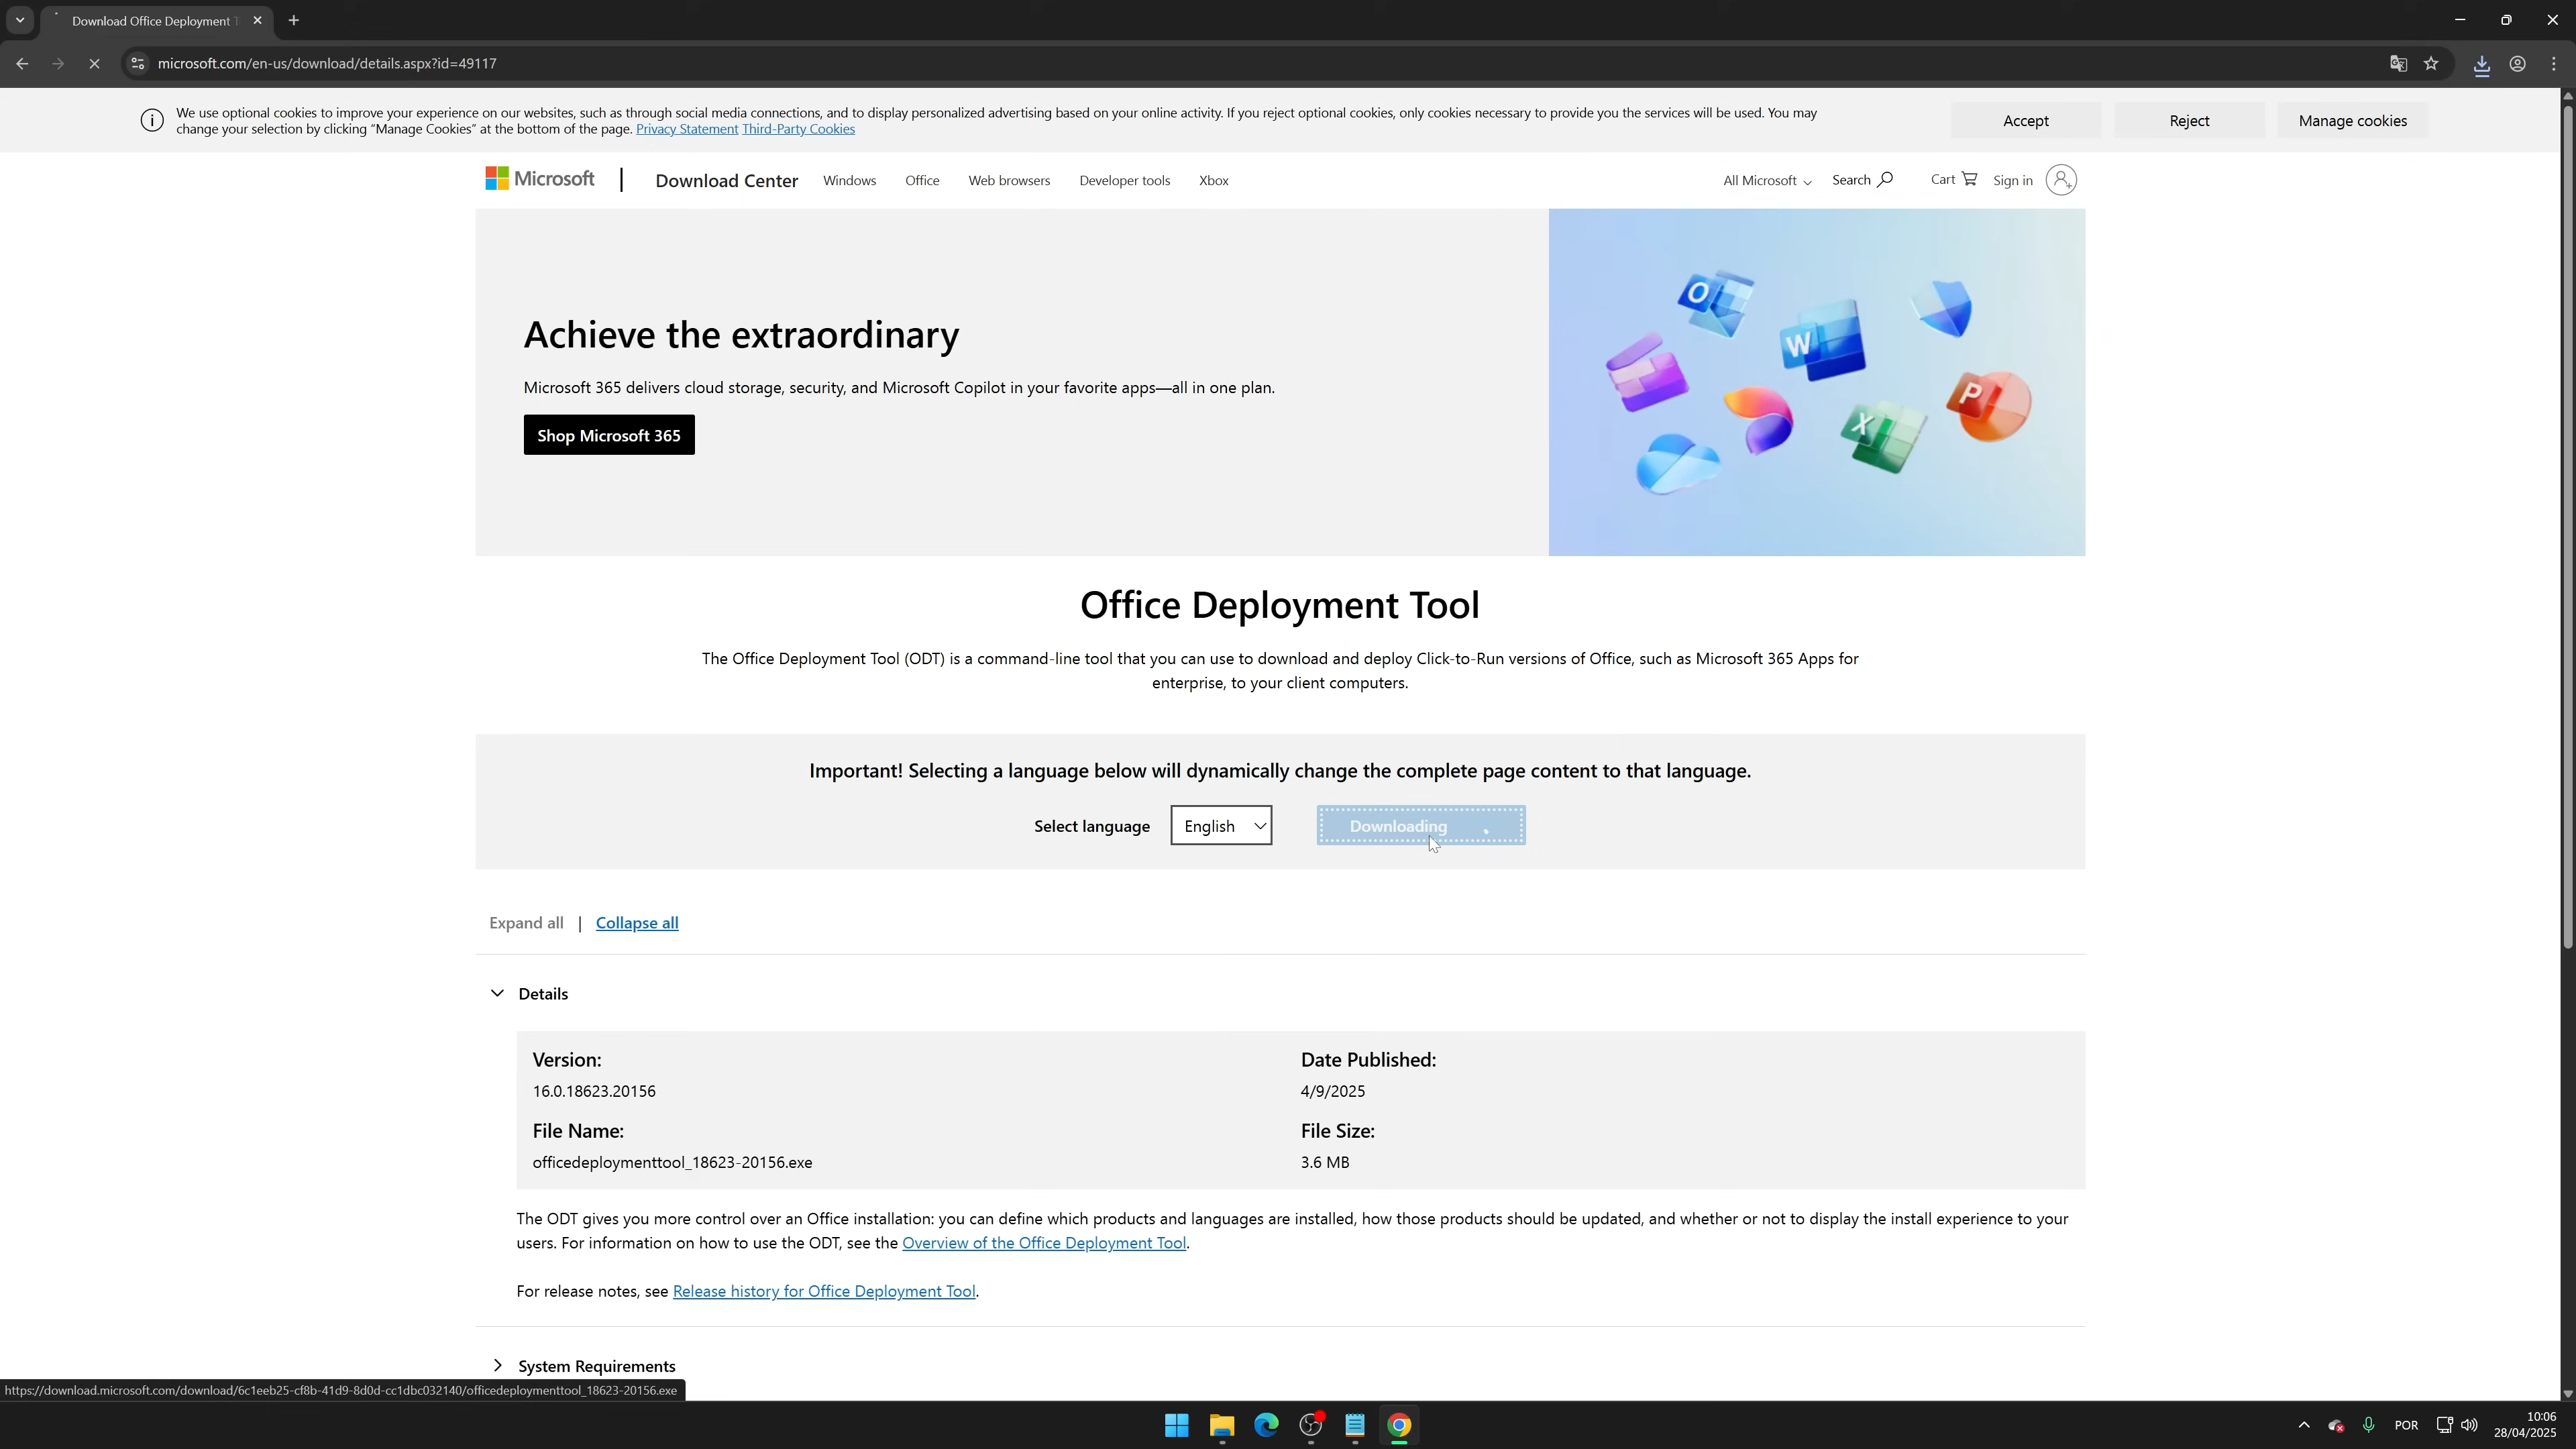 Download Office Deployment T
microsoft.com/en-us/download/details.aspx?id=49117
We use optional cookies to improve your experience on our websites, such as through social media connections, and to display personalized advertising based on your online activity. If you reject optional cookies, only cookies necessary to provide you the services will be used. You may
change your selection by clicking “Manage Cookies” at the bottom of the page. Privacy Statement Third-Party Cookies
Accept
Reject
Manage cookies
Microsoft
Download Center
Windows
Office
Web browsers
Developer tools
Xbox
All Microsoft
Search
Cart
Sign in
Achieve the extraordinary
Microsoft 365 delivers cloud storage, security, and Microsoft Copilot in your favorite apps—all in one plan.
Shop Microsoft 365
O
W
P
X
Office Deployment Tool
The Office Deployment Tool (ODT) is a command-line tool that you can use to download and deploy Click-to-Run versions of Office, such as Microsoft 365 Apps for
enterprise, to your client computers.
Important! Selecting a language below will dynamically change the complete page content to that language.
Select language
English
Downloading
Expand all | Collapse all
Details
Version:
16.0.18623.20156
Date Published:
4/9/2025
File Name:
officedeploymenttool_18623-20156.exe
File Size:
3.6 MB
The ODT gives you more control over an Office installation: you can define which products and languages are installed, how those products should be updated, and whether or not to display the install experience to your
users. For information on how to use the ODT, see the Overview of the Office Deployment Tool.
For release notes, see Release history for Office Deployment Tool.
System Requirements
https://download.microsoft.com/download/6c1eeb25-cf8b-41d9-8d0d-cc1dbc032140/officedeploymenttool_18623-20156.exe
POR
10:06
28/04/2025